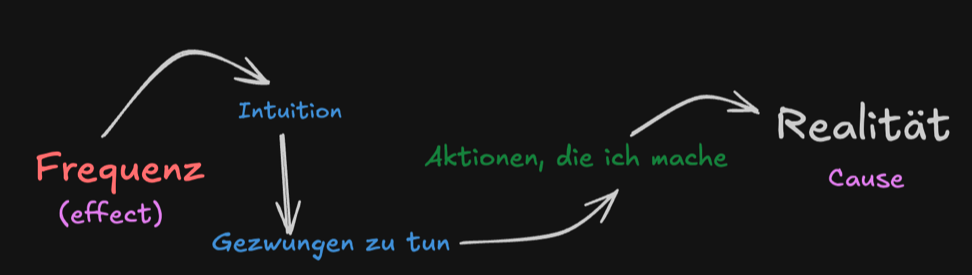 Frequenz
(effect)
Intuition
Gezwungen zu tun
Aktionen, die ich mache
Realität
Cause